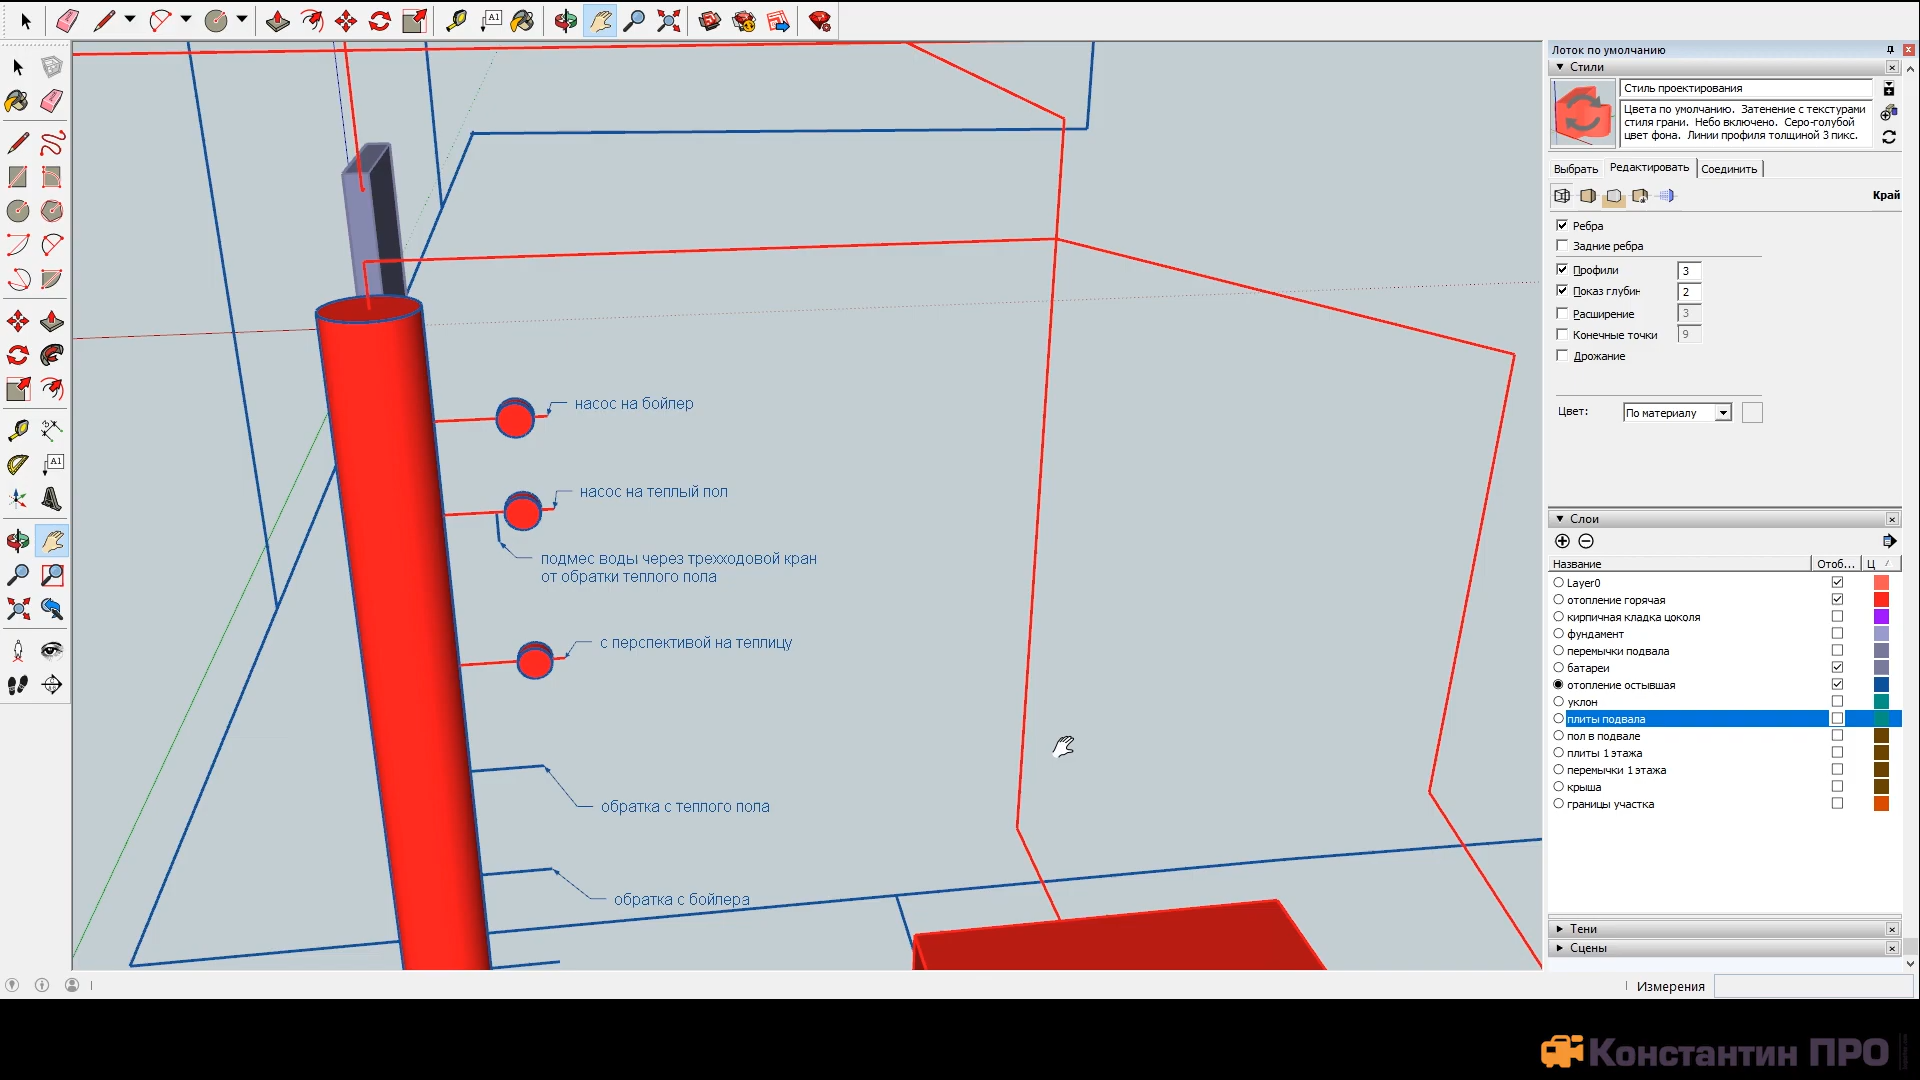 A1
Лоток по умолчанию
Стили
Стиль проектирования
Цвета по умолчанию. Затенение с текстурами
стиля грани. Небо включено. Серо-голубой
цвет фона. Линии профиля толщиной 3 пикс.
Выбрать Редактировать Соединить
Край
Ребра
Задние ребра
Профили 3
Показ глубин 2
Расширение 3
Конечные точки 9
Дрожание
Цвет: По материалу
Слои
Название Отоб... Ц
Layer0
отопление горячая
кирпичная кладка цоколя
фундамент
перемычки подвала
батареи
отопление остывшая
уклон
плиты подвала
пол в подвале
плиты 1 этажа
перемычки 1 этажа
крыша
границы участка
Тени
Сцены
A1
насос на бойлер
насос на теплый пол
подмес воды через трехходовой кран
от обратки теплого пола
с перспективой на теплицу
обратка с теплого пола
обратка с бойлера
Измерения
Константин ПРО